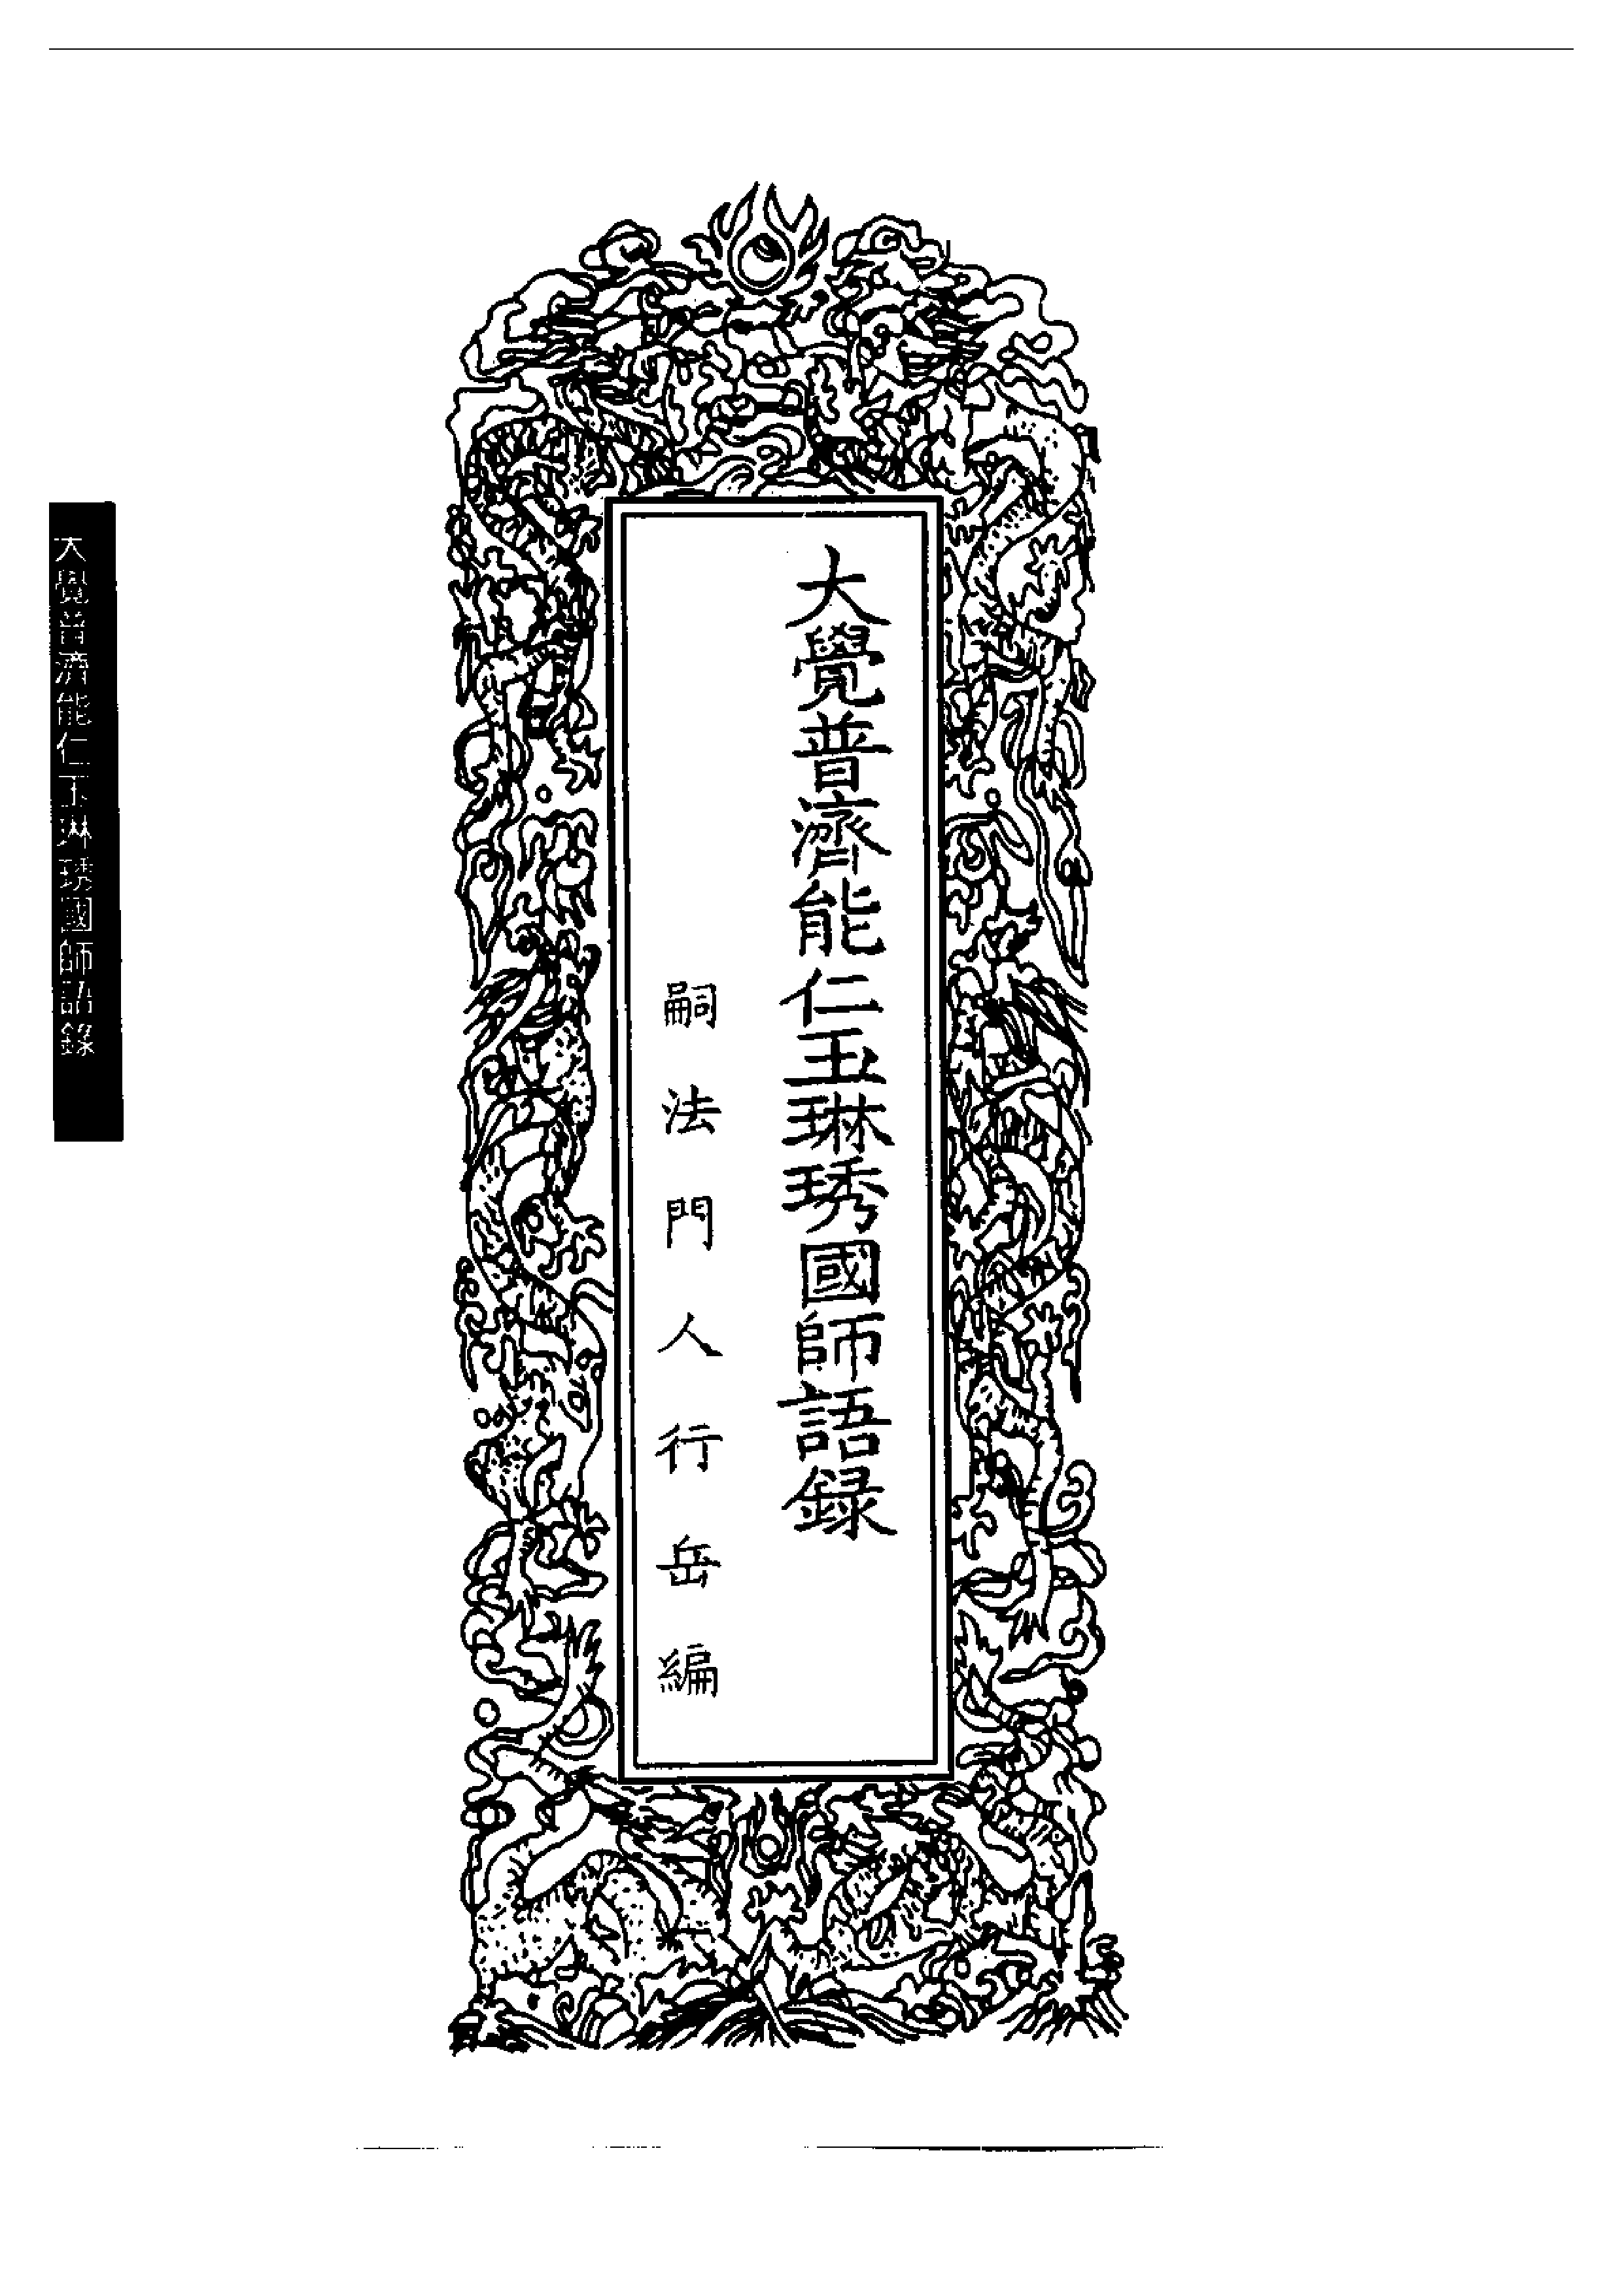 大覺普濟能仁玉琳琇國師語録
嗣法門人行岳編
大覺普濟能仁玉琳琇國師語錄